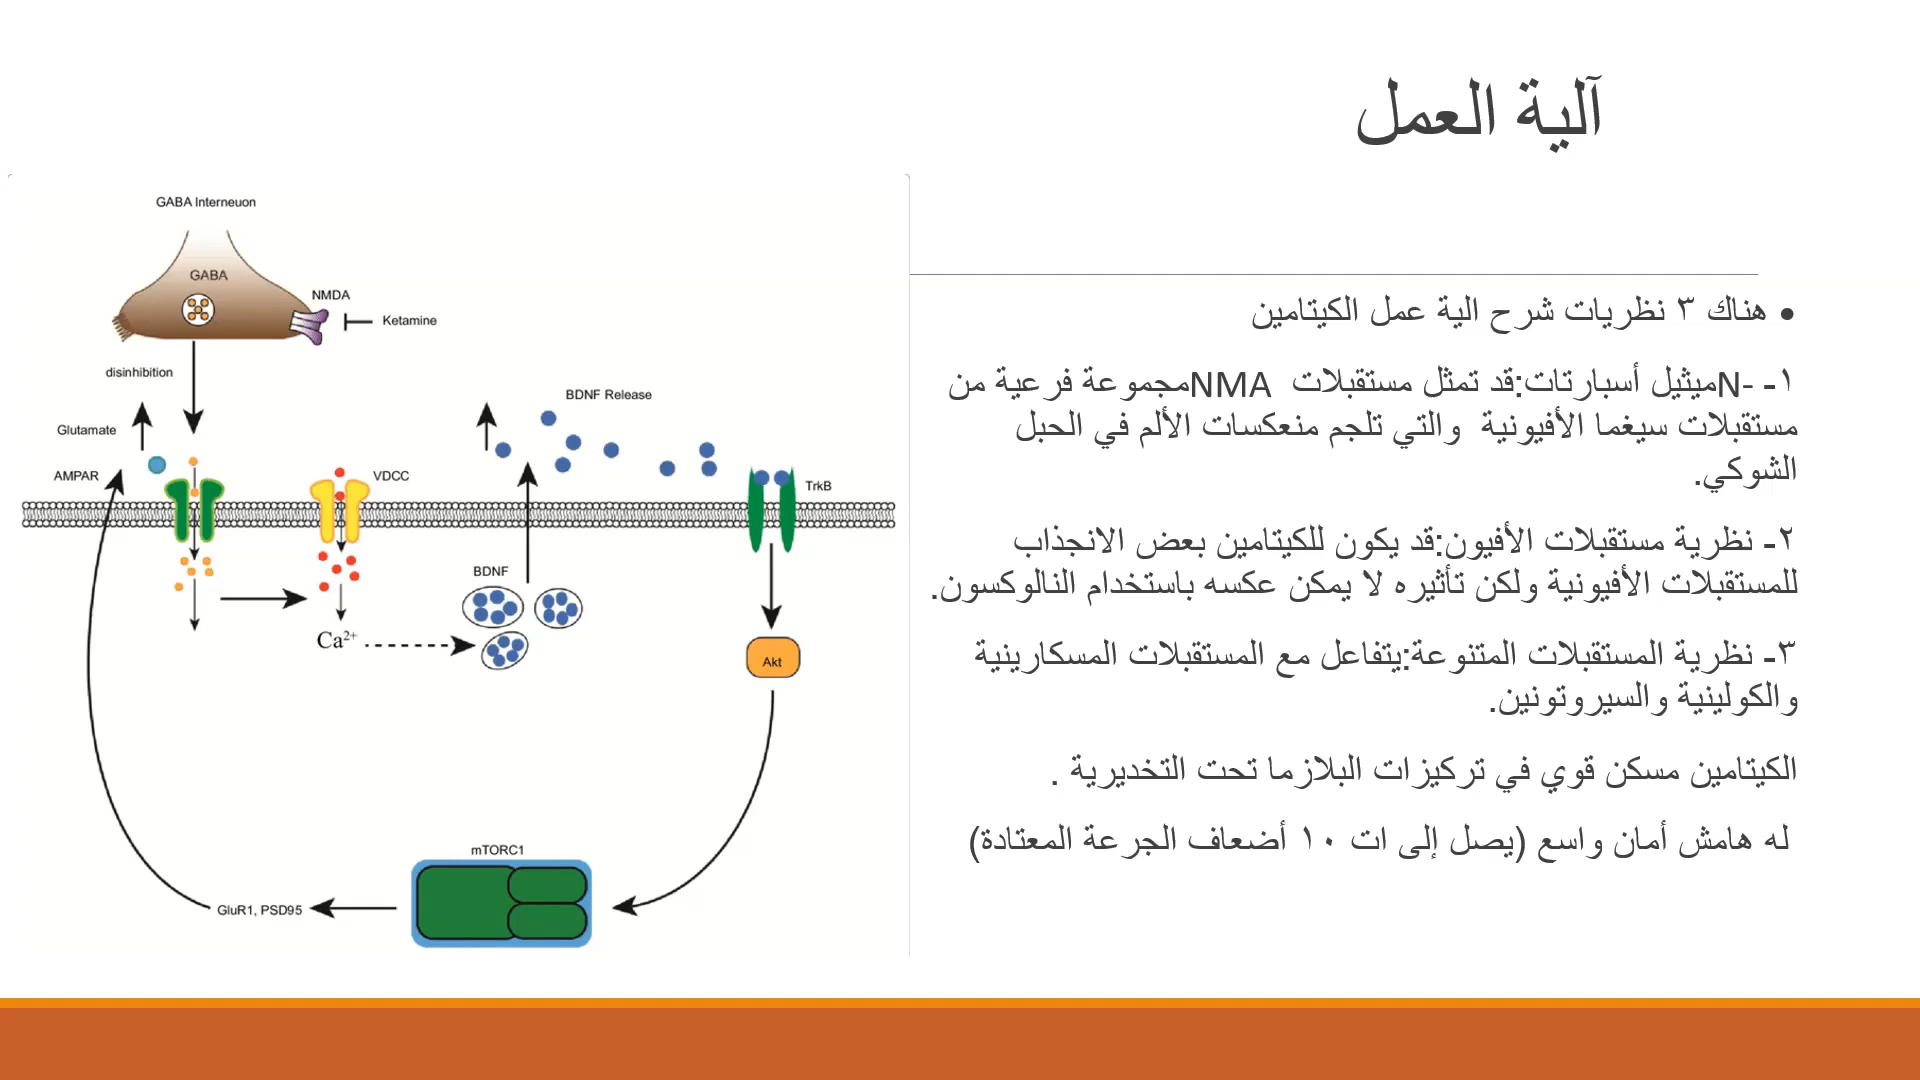 آلية العمل
• هناك ٣ نظريات شرح الية عمل الكيتامين
١- -Nميثيل أسبارتات:قد تمثل مستقبلات NMAمجموعة فرعية من
مستقبلات سيغما الأفيونية والتي تلجم منعكسات الألم في الحبل
الشوكي.
٢- نظرية مستقبلات الأفيون:قد يكون للكيتامين بعض الانجذاب
للمستقبلات الأفيونية ولكن تأثيره لا يمكن عكسه باستخدام النالوكسون.
٣- نظرية المستقبلات المتنوعة:يتفاعل مع المستقبلات المسكارينية
والكولينية والسيروتونين.
الكيتامين مسكن قوي في تركيزات البلازما تحت التخديرية .
له هامش أمان واسع (يصل إلى ات ١٠ أضعاف الجرعة المعتادة)
GABA Interneuon
GABA
NMDA
Ketamine
disinhibition
BDNF Release
Glutamate
AMPAR
VDCC
TrkB
BDNF
Ca2+
Akt
mTORC1
GluR1, PSD95